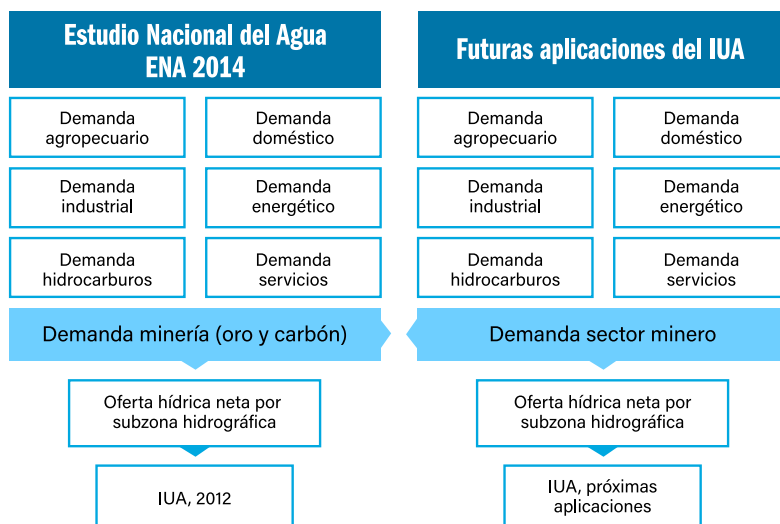 Estudio Nacional del Agua
ENA 2014
Demanda
agropecuario
Demanda
doméstico
Demanda
industrial
Demanda
energético
Demanda
hidrocarburos
Demanda
servicios
Demanda minería (oro y carbón)
Oferta hídrica neta por
subzona hidrográfica
IUA, 2012
Futuras aplicaciones del IUA
Demanda
agropecuario
Demanda
doméstico
Demanda
industrial
Demanda
energético
Demanda
hidrocarburos
Demanda
servicios
Demanda sector minero
Oferta hídrica neta por
subzona hidrográfica
IUA, próximas
aplicaciones